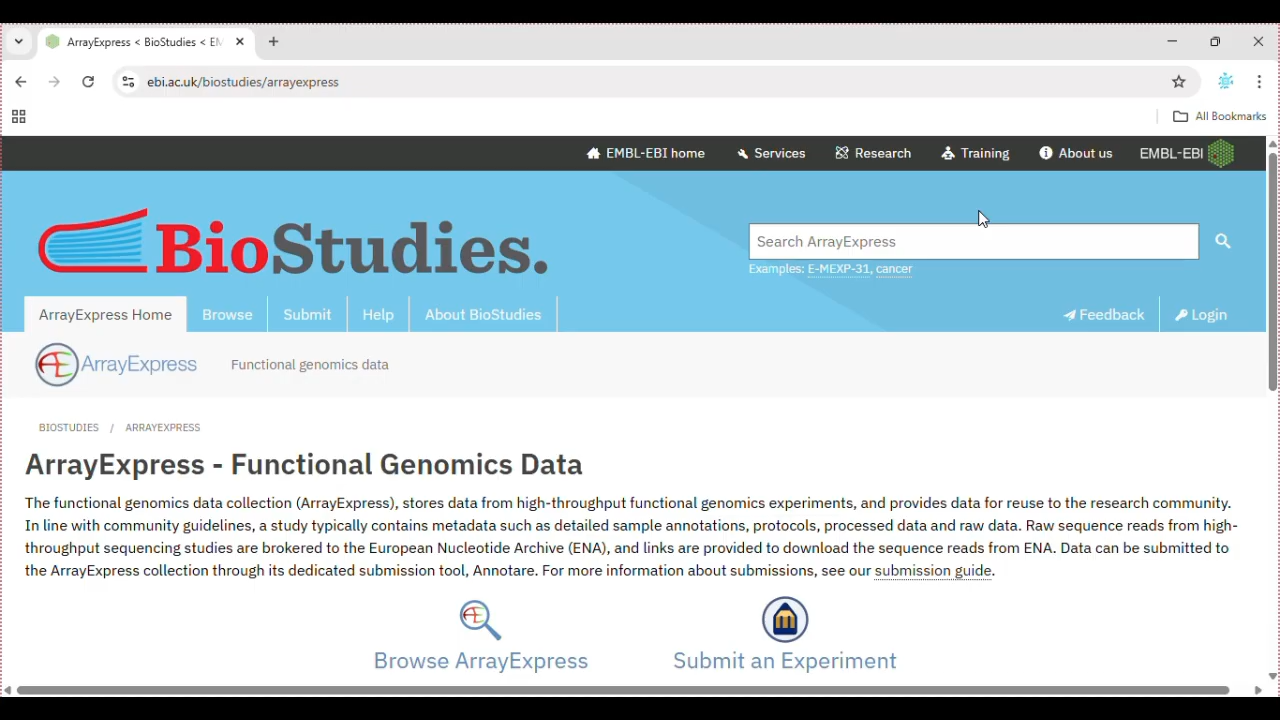 ArrayExpress < BioStudies < EM
ebi.ac.uk/biostudies/arrayexpress
All Bookmarks
EMBL-EBI home Services Research Training About us EMBL-EBI
BioStudies.
Search ArrayExpress
Examples: E-MEXP-31, cancer
ArrayExpress Home Browse Submit Help About BioStudies Feedback Login
ArrayExpress Functional genomics data
BIOSTUDIES / ARRAYEXPRESS
ArrayExpress - Functional Genomics Data
The functional genomics data collection (ArrayExpress), stores data from high-throughput functional genomics experiments, and provides data for reuse to the research community.
In line with community guidelines, a study typically contains metadata such as detailed sample annotations, protocols, processed data and raw data. Raw sequence reads from high-
throughput sequencing studies are brokered to the European Nucleotide Archive (ENA), and links are provided to download the sequence reads from ENA. Data can be submitted to
the ArrayExpress collection through its dedicated submission tool, Annotare. For more information about submissions, see our submission guide.
Browse ArrayExpress Submit an Experiment